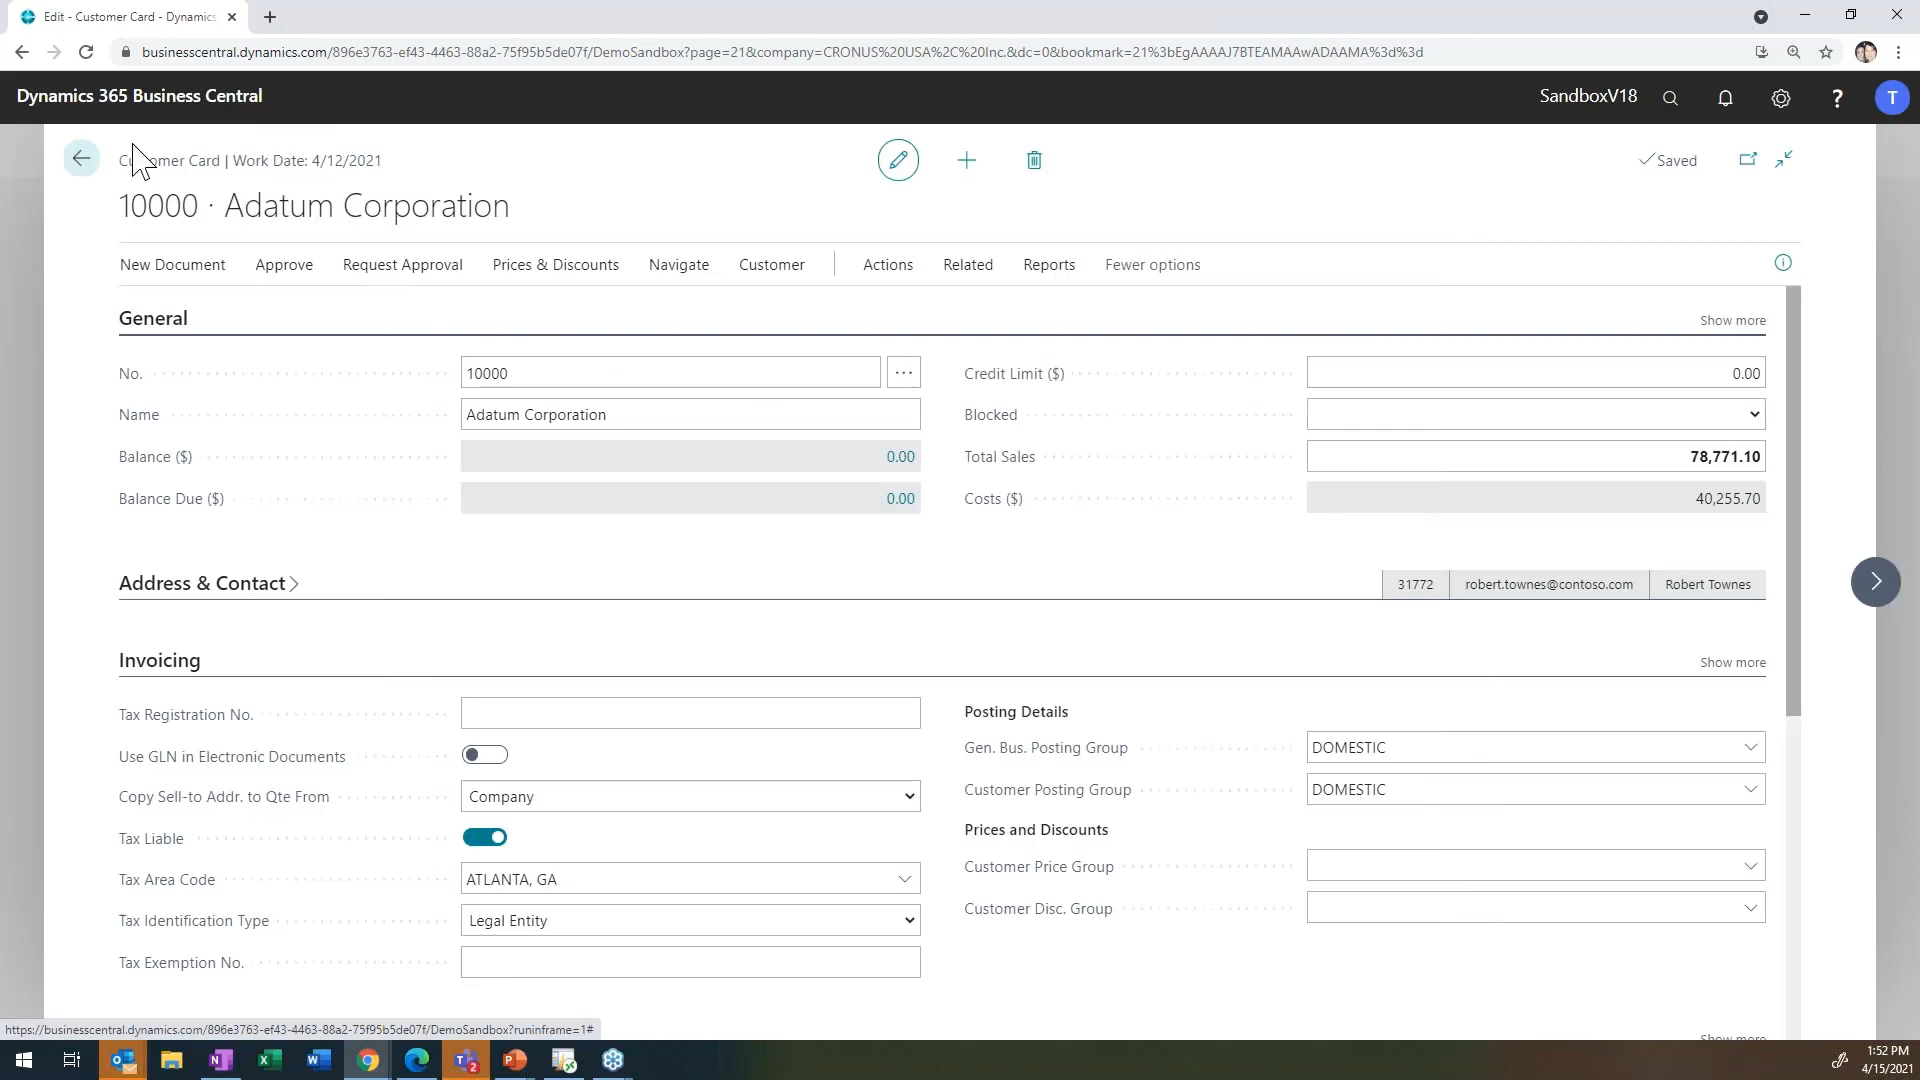 Edit - Customer Card - Dynamics
businesscentral.dynamics.com/896e3763-ef43-4463-88a2-75f95b5de07f/DemoSandbox?page=21&company=CRONUS%20USA%2C%20Inc.&dc=0&bookmark=21%3bEgAAAAJ7BTEAMAAwADAAMA%3d%3d
Dynamics 365 Business Central
SandboxV18
?
T
Customer Card | Work Date: 4/12/2021
Saved
10000 · Adatum Corporation
New Document Approve Request Approval Prices & Discounts Navigate Customer Actions Related Reports Fewer options
General Show more
No. 10000 ... Credit Limit ($) 0.00
Name Adatum Corporation Blocked
Balance ($) 0.00 Total Sales 78,771.10
Balance Due ($) 0.00 Costs ($) 40,255.70
Address & Contact 31772 robert.townes@contoso.com Robert Townes
Invoicing Show more
Tax Registration No. Posting Details
Use GLN in Electronic Documents Gen. Bus. Posting Group DOMESTIC
Copy Sell-to Addr. to Qte From Company Customer Posting Group DOMESTIC
Tax Liable Prices and Discounts
Tax Area Code ATLANTA, GA Customer Price Group
Tax Identification Type Legal Entity Customer Disc. Group
Tax Exemption No.
https://businesscentral.dynamics.com/896e3763-ef43-4463-88a2-75f95b5de07f/DemoSandbox?runinframe=1#
Show more
1:52 PM
4/15/2021